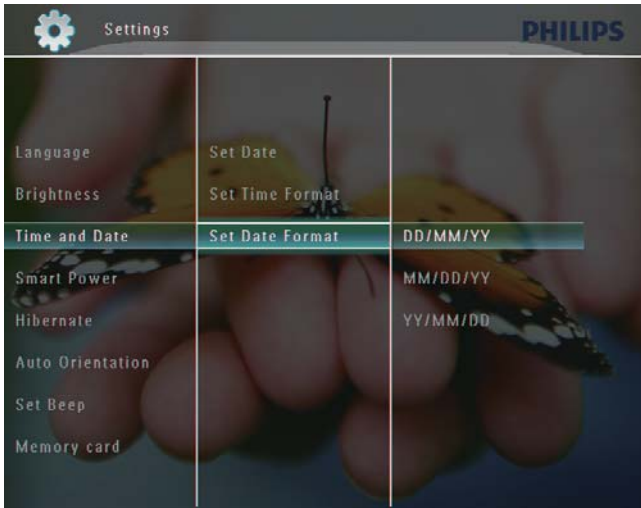 Settings
PHILIPS
Language
Brightness
Time and Date
Smart Power
Hibernate
Auto Orientation
Set Beep
Memory card
Set Date
Set Time Format
Set Date Format
DD/MM/YY
MM/DD/YY
YY/MM/DD